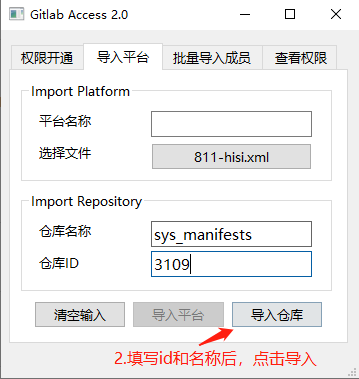 Gitlab Access 2.0
权限开通 导入平台 批量导入成员 查看权限
Import Platform
平台名称
选择文件 811-hisi.xml
Import Repository
仓库名称 sys_manifests
仓库ID 3109
清空输入 导入平台 导入仓库
2.填写id和名称后，点击导入